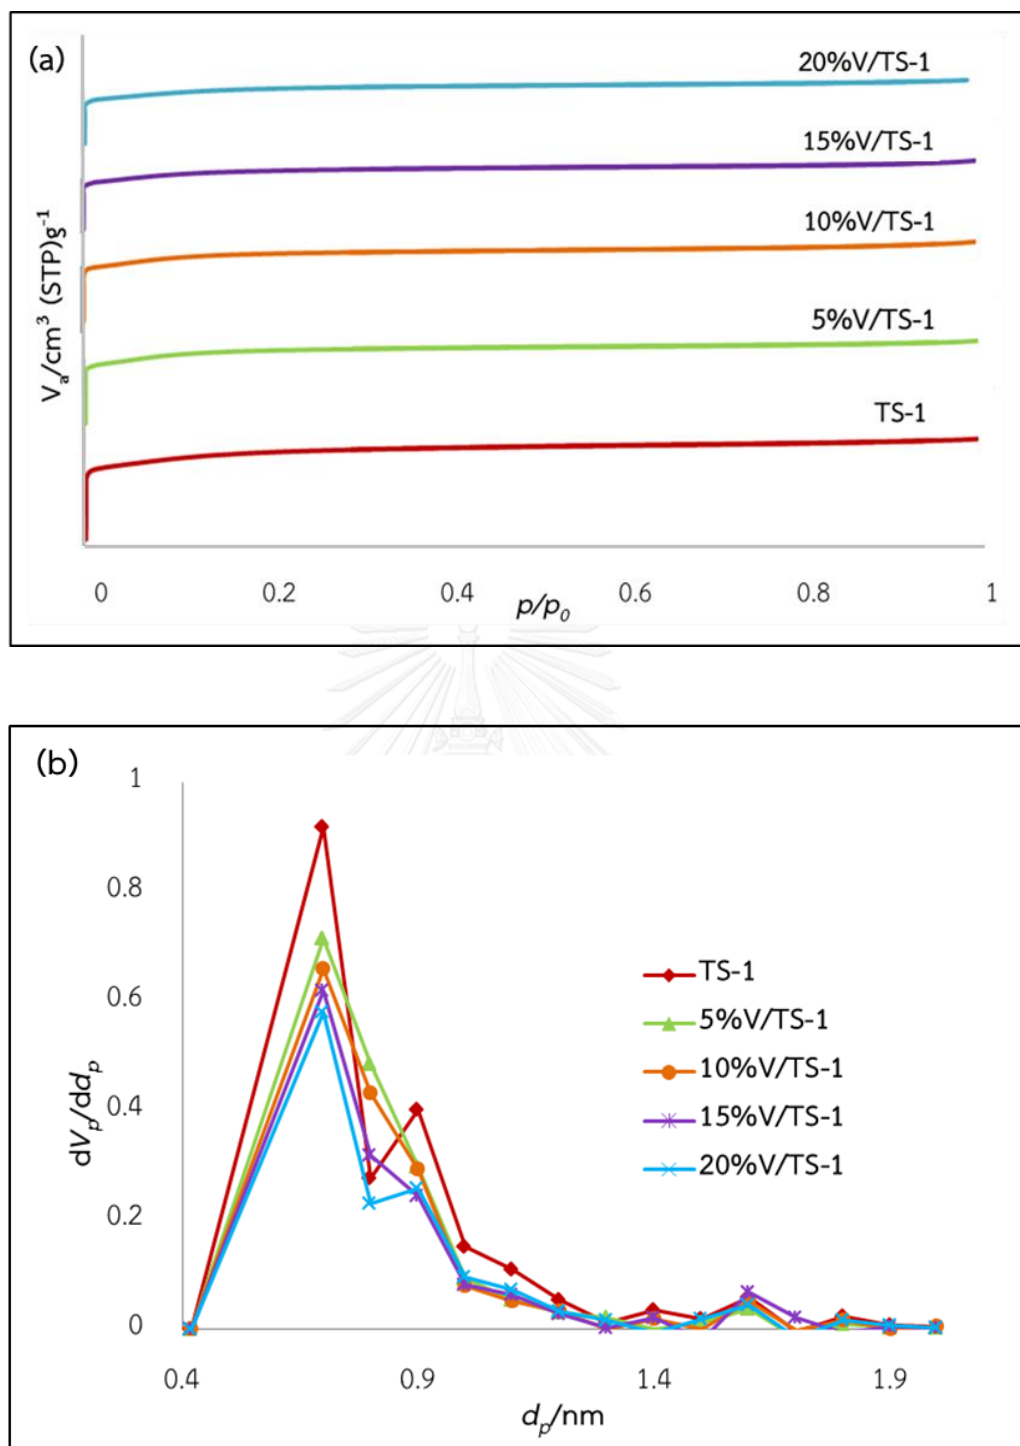 (a)
20%V/TS-1
15%V/TS-1
10%V/TS-1
5%V/TS-1
TS-1
Vₐ/cm³ (STP)g⁻¹
0 0.2 0.4 0.6 0.8 1
p/p₀
(b)
1
0.8
0.6
0.4
0.2
0
dVₚ/ddₚ
TS-1
5%V/TS-1
10%V/TS-1
15%V/TS-1
20%V/TS-1
0.4 0.9 1.4 1.9
dₚ/nm